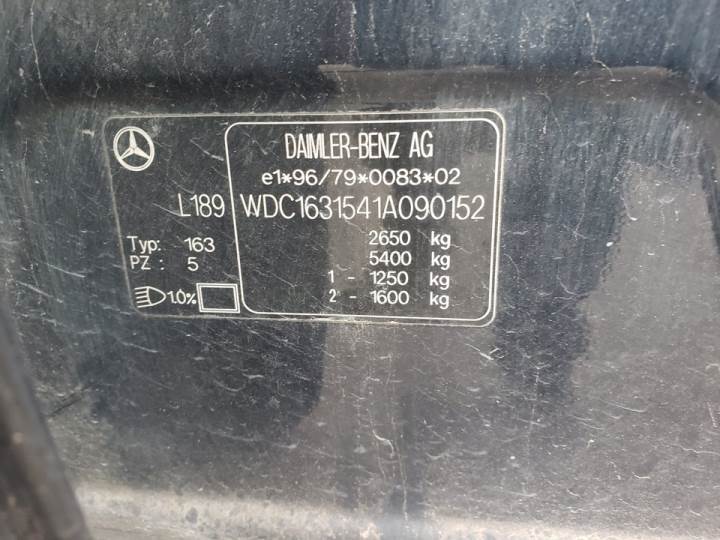 DAIMLER-BENZ AG
e1*96/79*0083*02
L189 WDC1631541A090152
Typ: 163
PZ : 5
1.0%
2650 kg
5400 kg
1 - 1250 kg
2 - 1600 kg